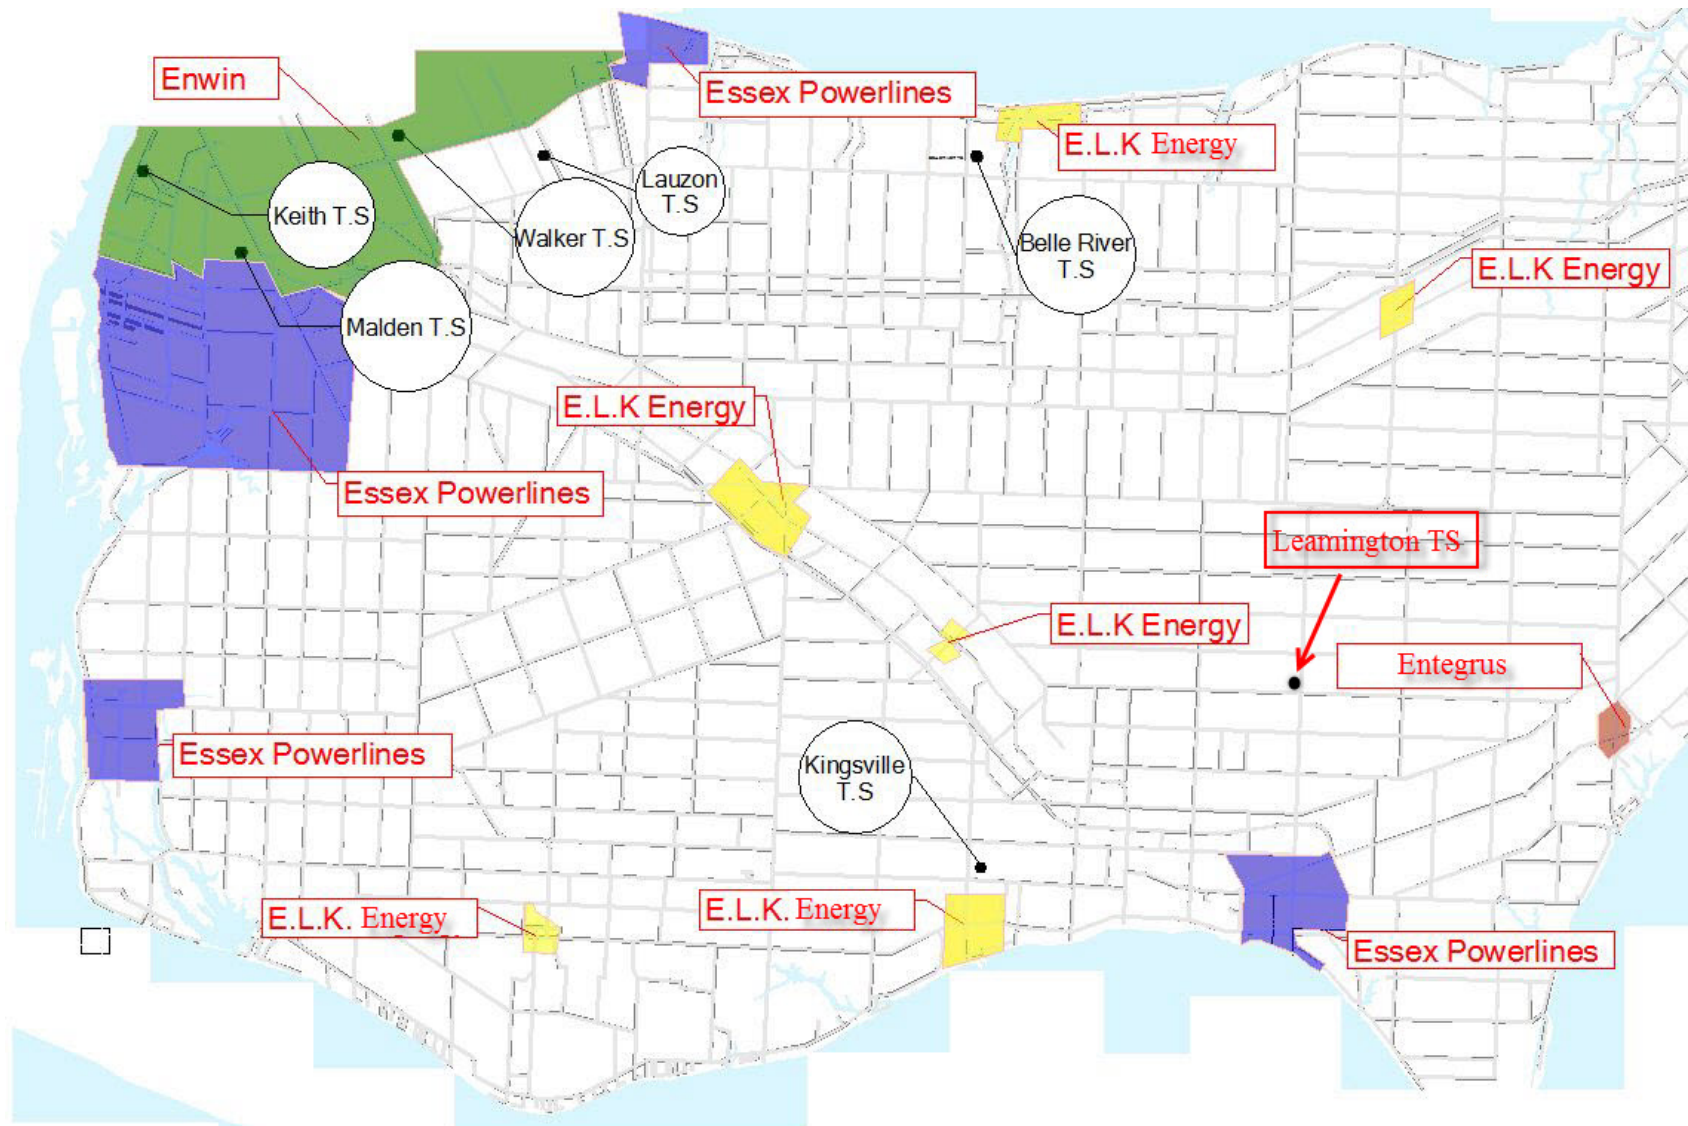 Enwin
Essex Powerlines
E.L.K Energy
Lauzon
T.S
Keith T.S
Walker T.S
Belle River
T.S
E.L.K Energy
Malden T.S
E.L.K Energy
Essex Powerlines
Leamington TS
E.L.K Energy
Entegrus
Essex Powerlines
Kingsville
T.S
E.L.K. Energy
E.L.K. Energy
Essex Powerlines